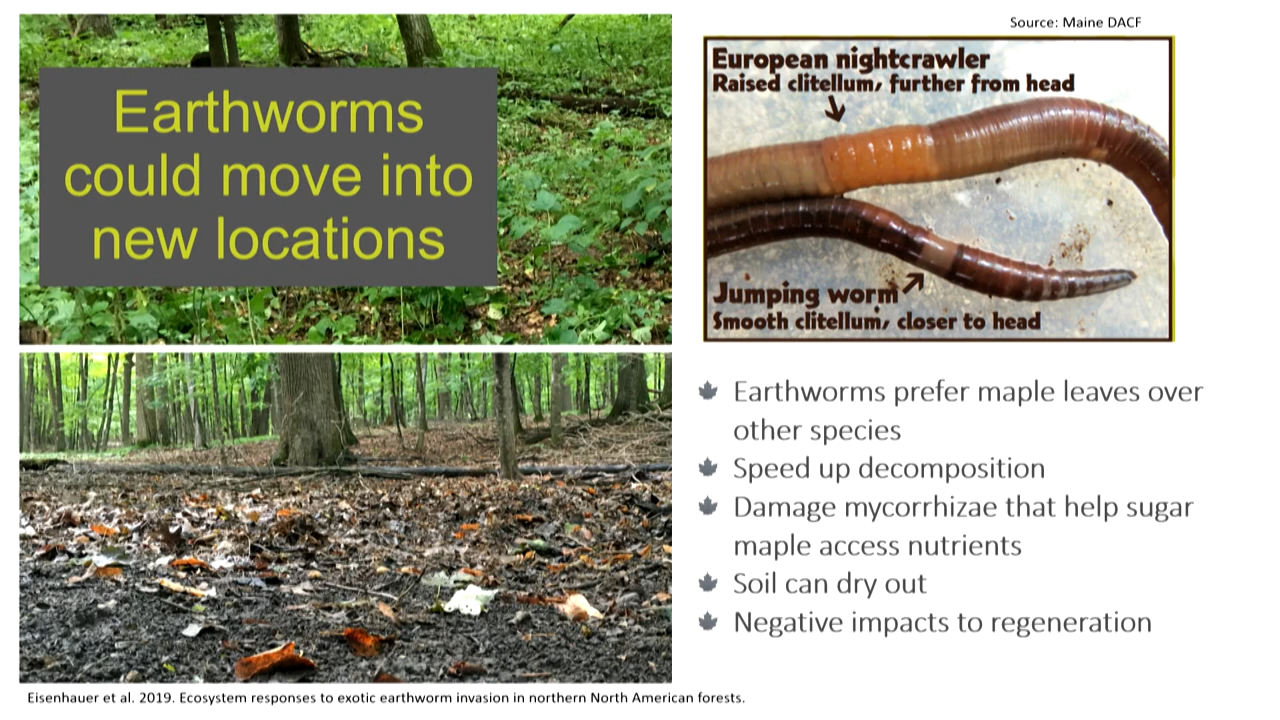 Source: Maine DACF
Earthworms
could move into
new locations
European nightcrawler
Raised clitellum, further from head
Jumping worm
Smooth clitellum, closer to head
Earthworms prefer maple leaves over
other species
Speed up decomposition
Damage mycorrhizae that help sugar
maple access nutrients
Soil can dry out
Negative impacts to regeneration
Eisenhauer et al. 2019. Ecosystem responses to exotic earthworm invasion in northern North American forests.